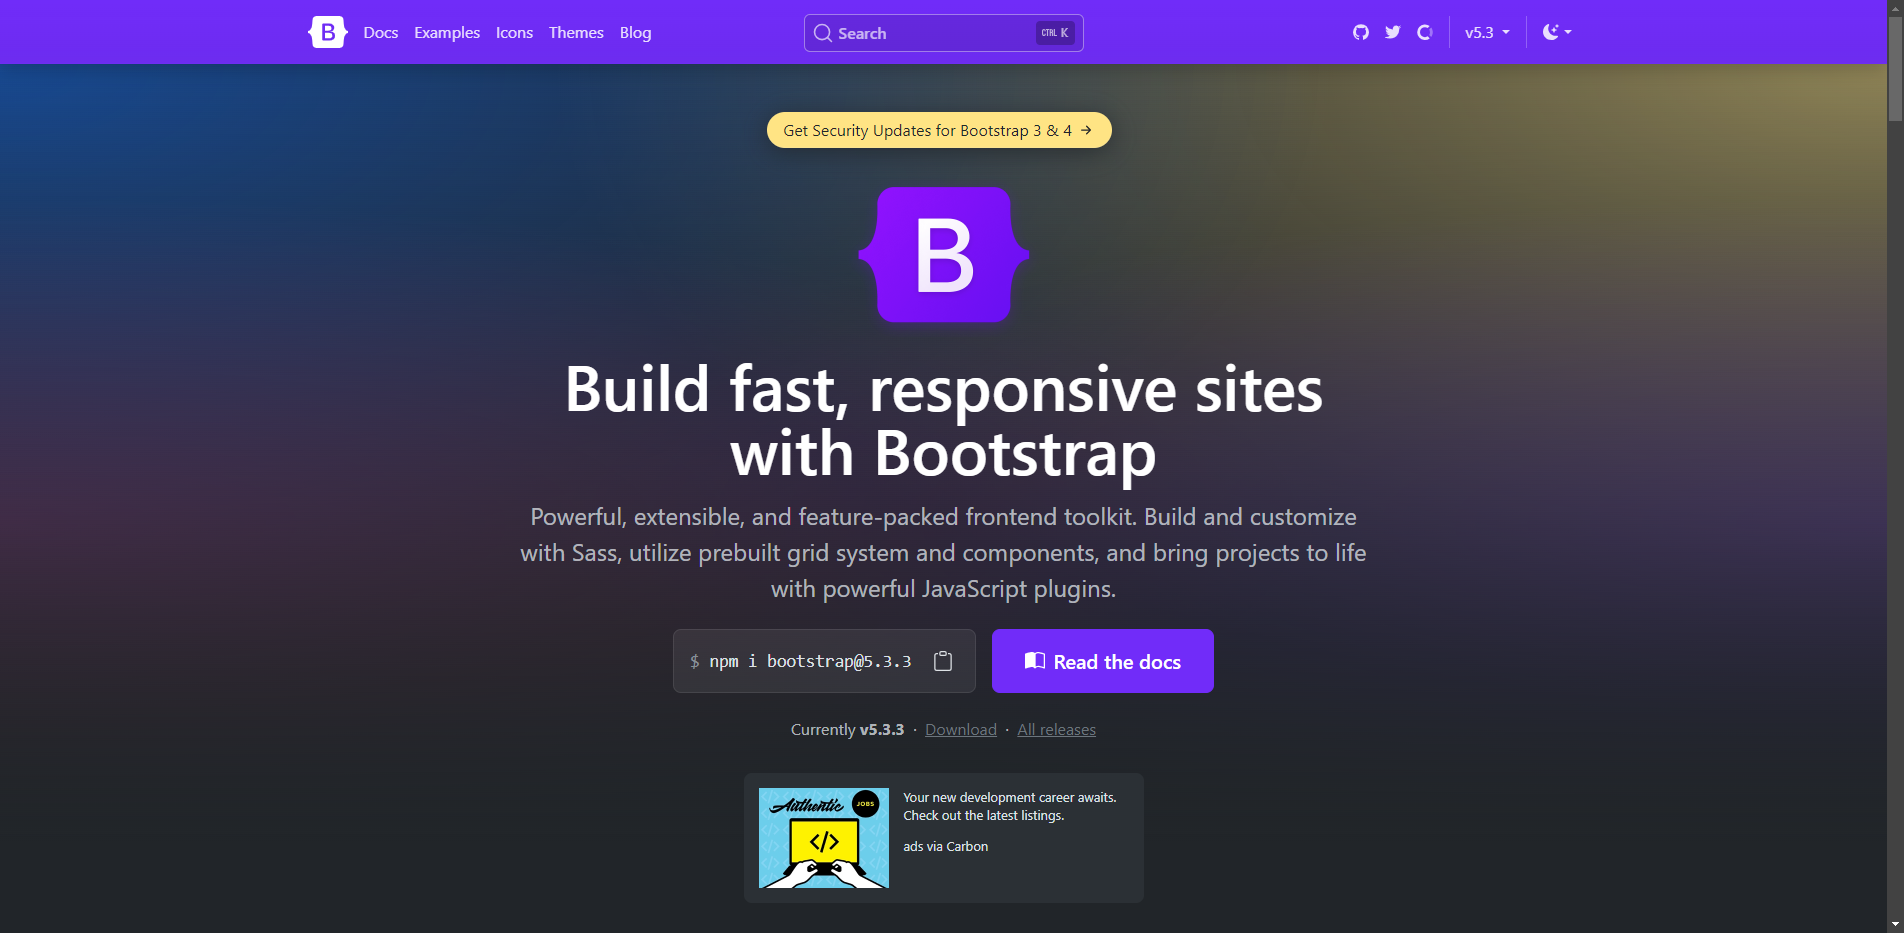 B Docs Examples Icons Themes Blog Search CTRL K v5.3
Get Security Updates for Bootstrap 3 & 4 →
B
Build fast, responsive sites
with Bootstrap
Powerful, extensible, and feature-packed frontend toolkit. Build and customize
with Sass, utilize prebuilt grid system and components, and bring projects to life
with powerful JavaScript plugins.
$ npm i bootstrap@5.3.3
Read the docs
Currently v5.3.3 · Download · All releases
Authentic JOBS
</>
Your new development career awaits.
Check out the latest listings.
ads via Carbon